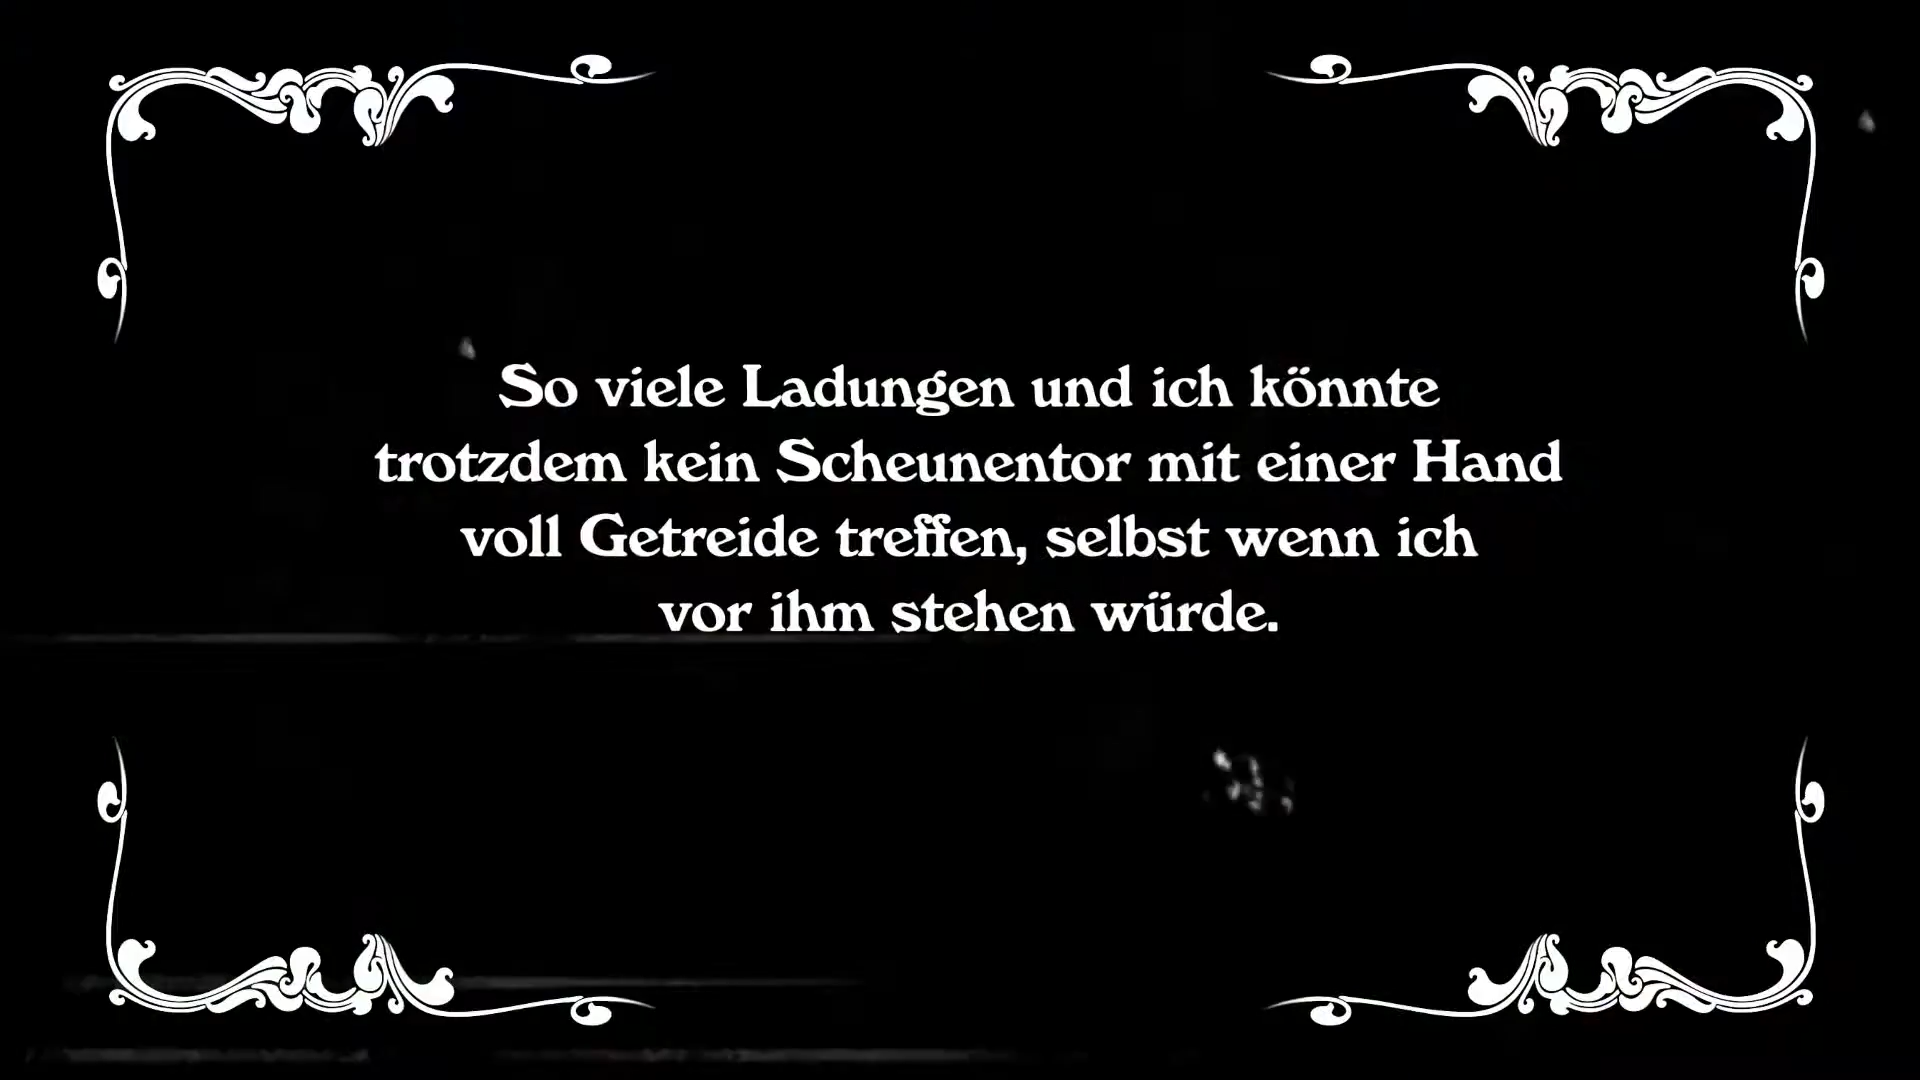 So viele Ladungen und ich könnte
trotzdem kein Scheunentor mit einer Hand
voll Getreide treffen, selbst wenn ich
vor ihm stehen würde.